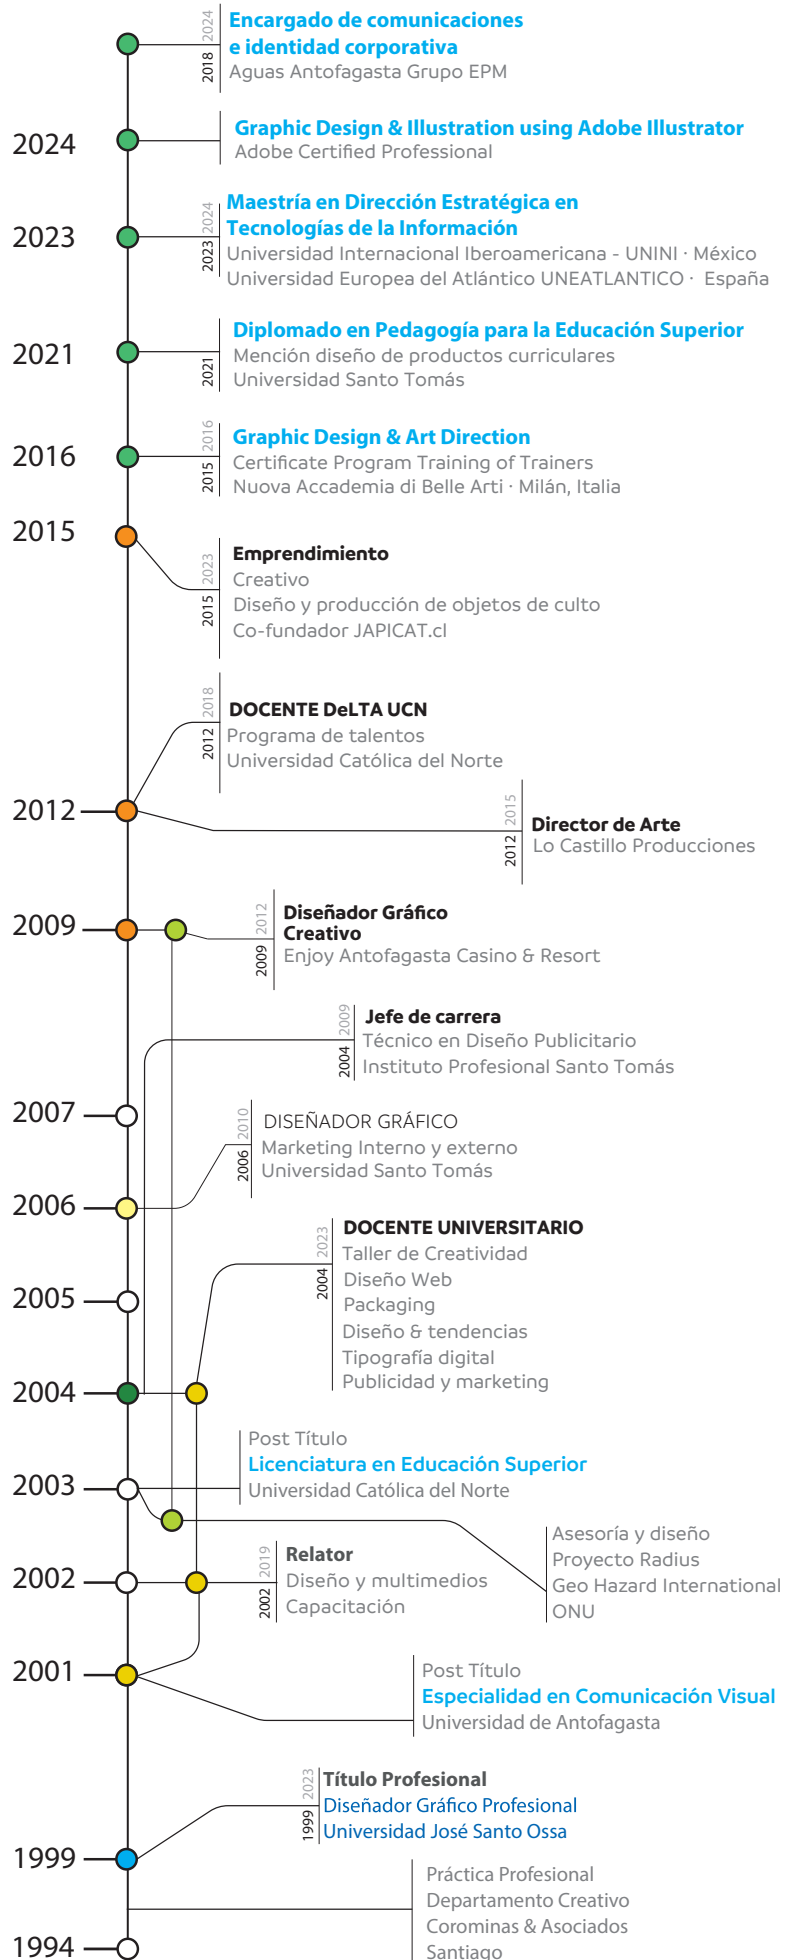 2018 2024
Encargado de comunicaciones
e identidad corporativa
Aguas Antofagasta Grupo EPM
2024
Graphic Design & Illustration using Adobe Illustrator
Adobe Certified Professional
2023
2023 2024
Maestría en Dirección Estratégica en
Tecnologías de la Información
Universidad Internacional Iberoamericana - UNINI · México
Universidad Europea del Atlántico UNEATLANTICO · España
2021
2021
Diplomado en Pedagogía para la Educación Superior
Mención diseño de productos curriculares
Universidad Santo Tomás
2016
2015 2016
Graphic Design & Art Direction
Certificate Program Training of Trainers
Nuova Accademia di Belle Arti · Milán, Italia
2015
2015 2023
Emprendimiento
Creativo
Diseño y producción de objetos de culto
Co-fundador JAPICAT.cl
2012 2018
DOCENTE DeLTA UCN
Programa de talentos
Universidad Católica del Norte
2012
2012 2015
Director de Arte
Lo Castillo Producciones
2009
2009 2012
Diseñador Gráfico
Creativo
Enjoy Antofagasta Casino & Resort
2004 2009
Jefe de carrera
Técnico en Diseño Publicitario
Instituto Profesional Santo Tomás
2007
2006 2010
DISEÑADOR GRÁFICO
Marketing Interno y externo
Universidad Santo Tomás
2006
2004 2023
DOCENTE UNIVERSITARIO
Taller de Creatividad
Diseño Web
Packaging
Diseño & tendencias
Tipografía digital
Publicidad y marketing
2005
2004
Post Título
Licenciatura en Educación Superior
Universidad Católica del Norte
2003
Asesoría y diseño
Proyecto Radius
Geo Hazard International
ONU
2002
2002 2019
Relator
Diseño y multimedios
Capacitación
2001
Post Título
Especialidad en Comunicación Visual
Universidad de Antofagasta
1999 2023
Título Profesional
Diseñador Gráfico Profesional
Universidad José Santo Ossa
1999
Práctica Profesional
Departamento Creativo
Corominas & Asociados
Santiago
1994